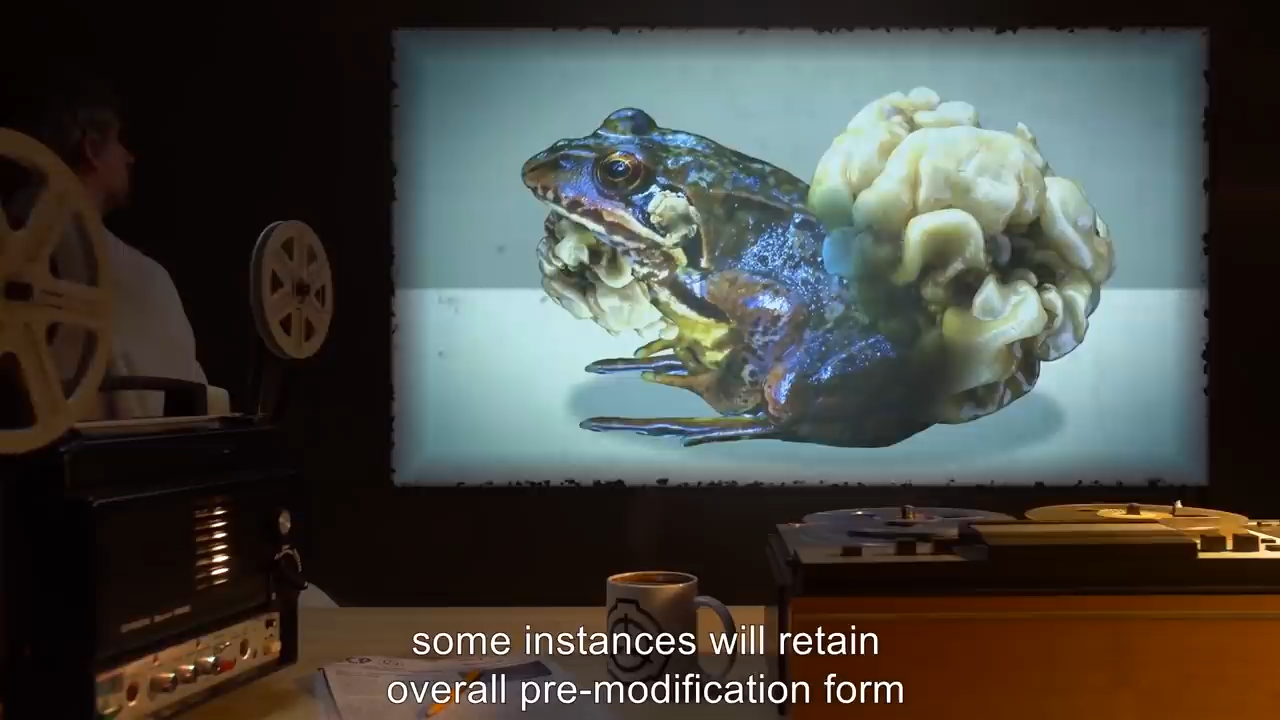 some instances will retain
overall pre-modification form